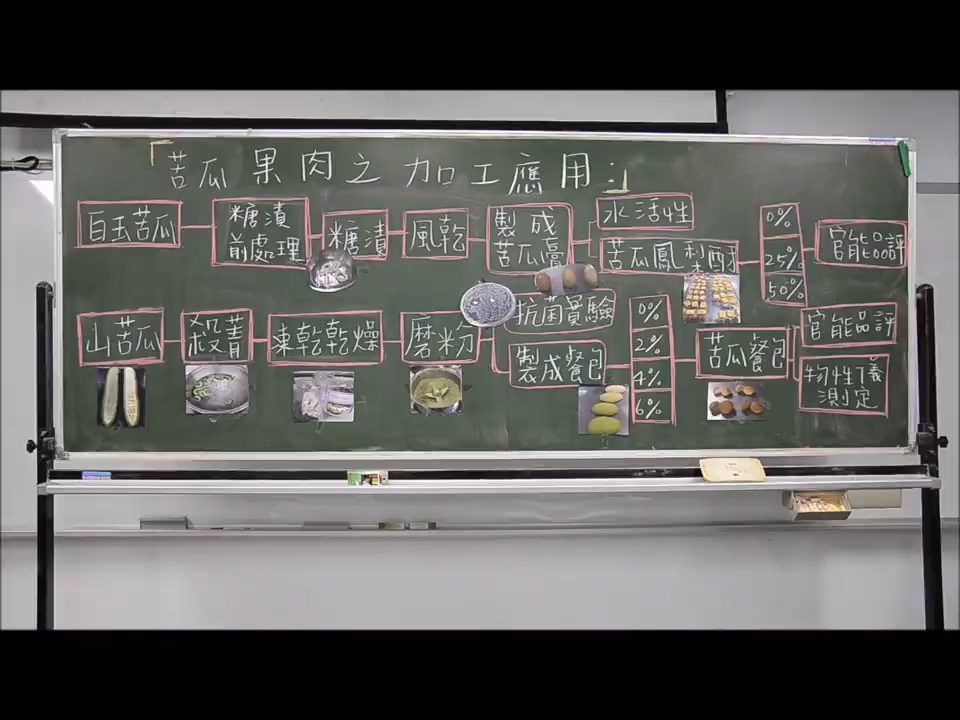 「苦瓜果肉之加工應用」
白玉苦瓜
糖漬
前處理
糖漬
風乾
製成
苦瓜膏
水活性
苦瓜鳳梨酥
0%
25%
50%
官能品評
山苦瓜
殺菁
凍乾乾燥
磨粉
抗菌實驗
製成餐包
0%
2%
4%
6%
苦瓜餐包
官能品評
物性儀
測定